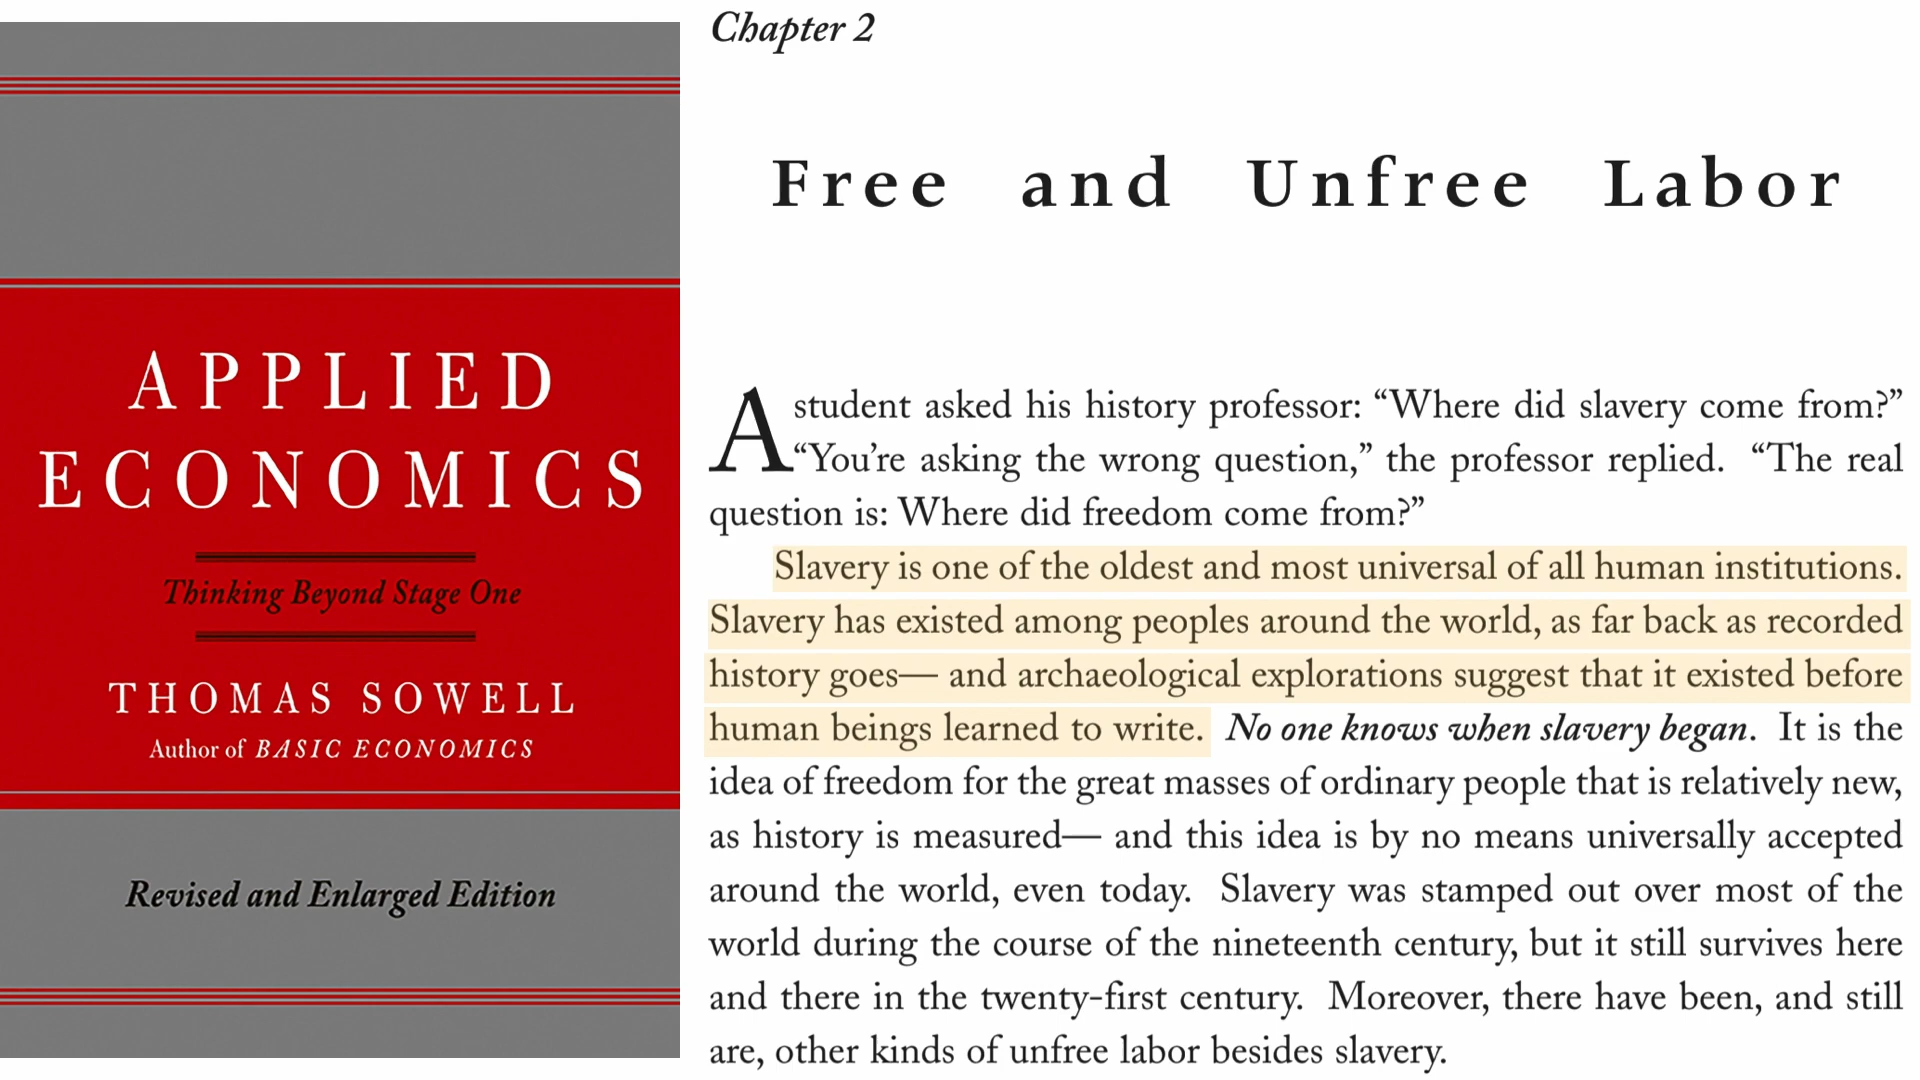 APPLIED
ECONOMICS
Thinking Beyond Stage One
THOMAS SOWELL
Author of BASIC ECONOMICS
Revised and Enlarged Edition
Chapter 2
Free and Unfree Labor
A student asked his history professor: “Where did slavery come from?”
“You’re asking the wrong question,” the professor replied. “The real
question is: Where did freedom come from?”
Slavery is one of the oldest and most universal of all human institutions.
Slavery has existed among peoples around the world, as far back as recorded
history goes— and archaeological explorations suggest that it existed before
human beings learned to write. No one knows when slavery began. It is the
idea of freedom for the great masses of ordinary people that is relatively new,
as history is measured— and this idea is by no means universally accepted
around the world, even today. Slavery was stamped out over most of the
world during the course of the nineteenth century, but it still survives here
and there in the twenty-first century. Moreover, there have been, and still
are, other kinds of unfree labor besides slavery.